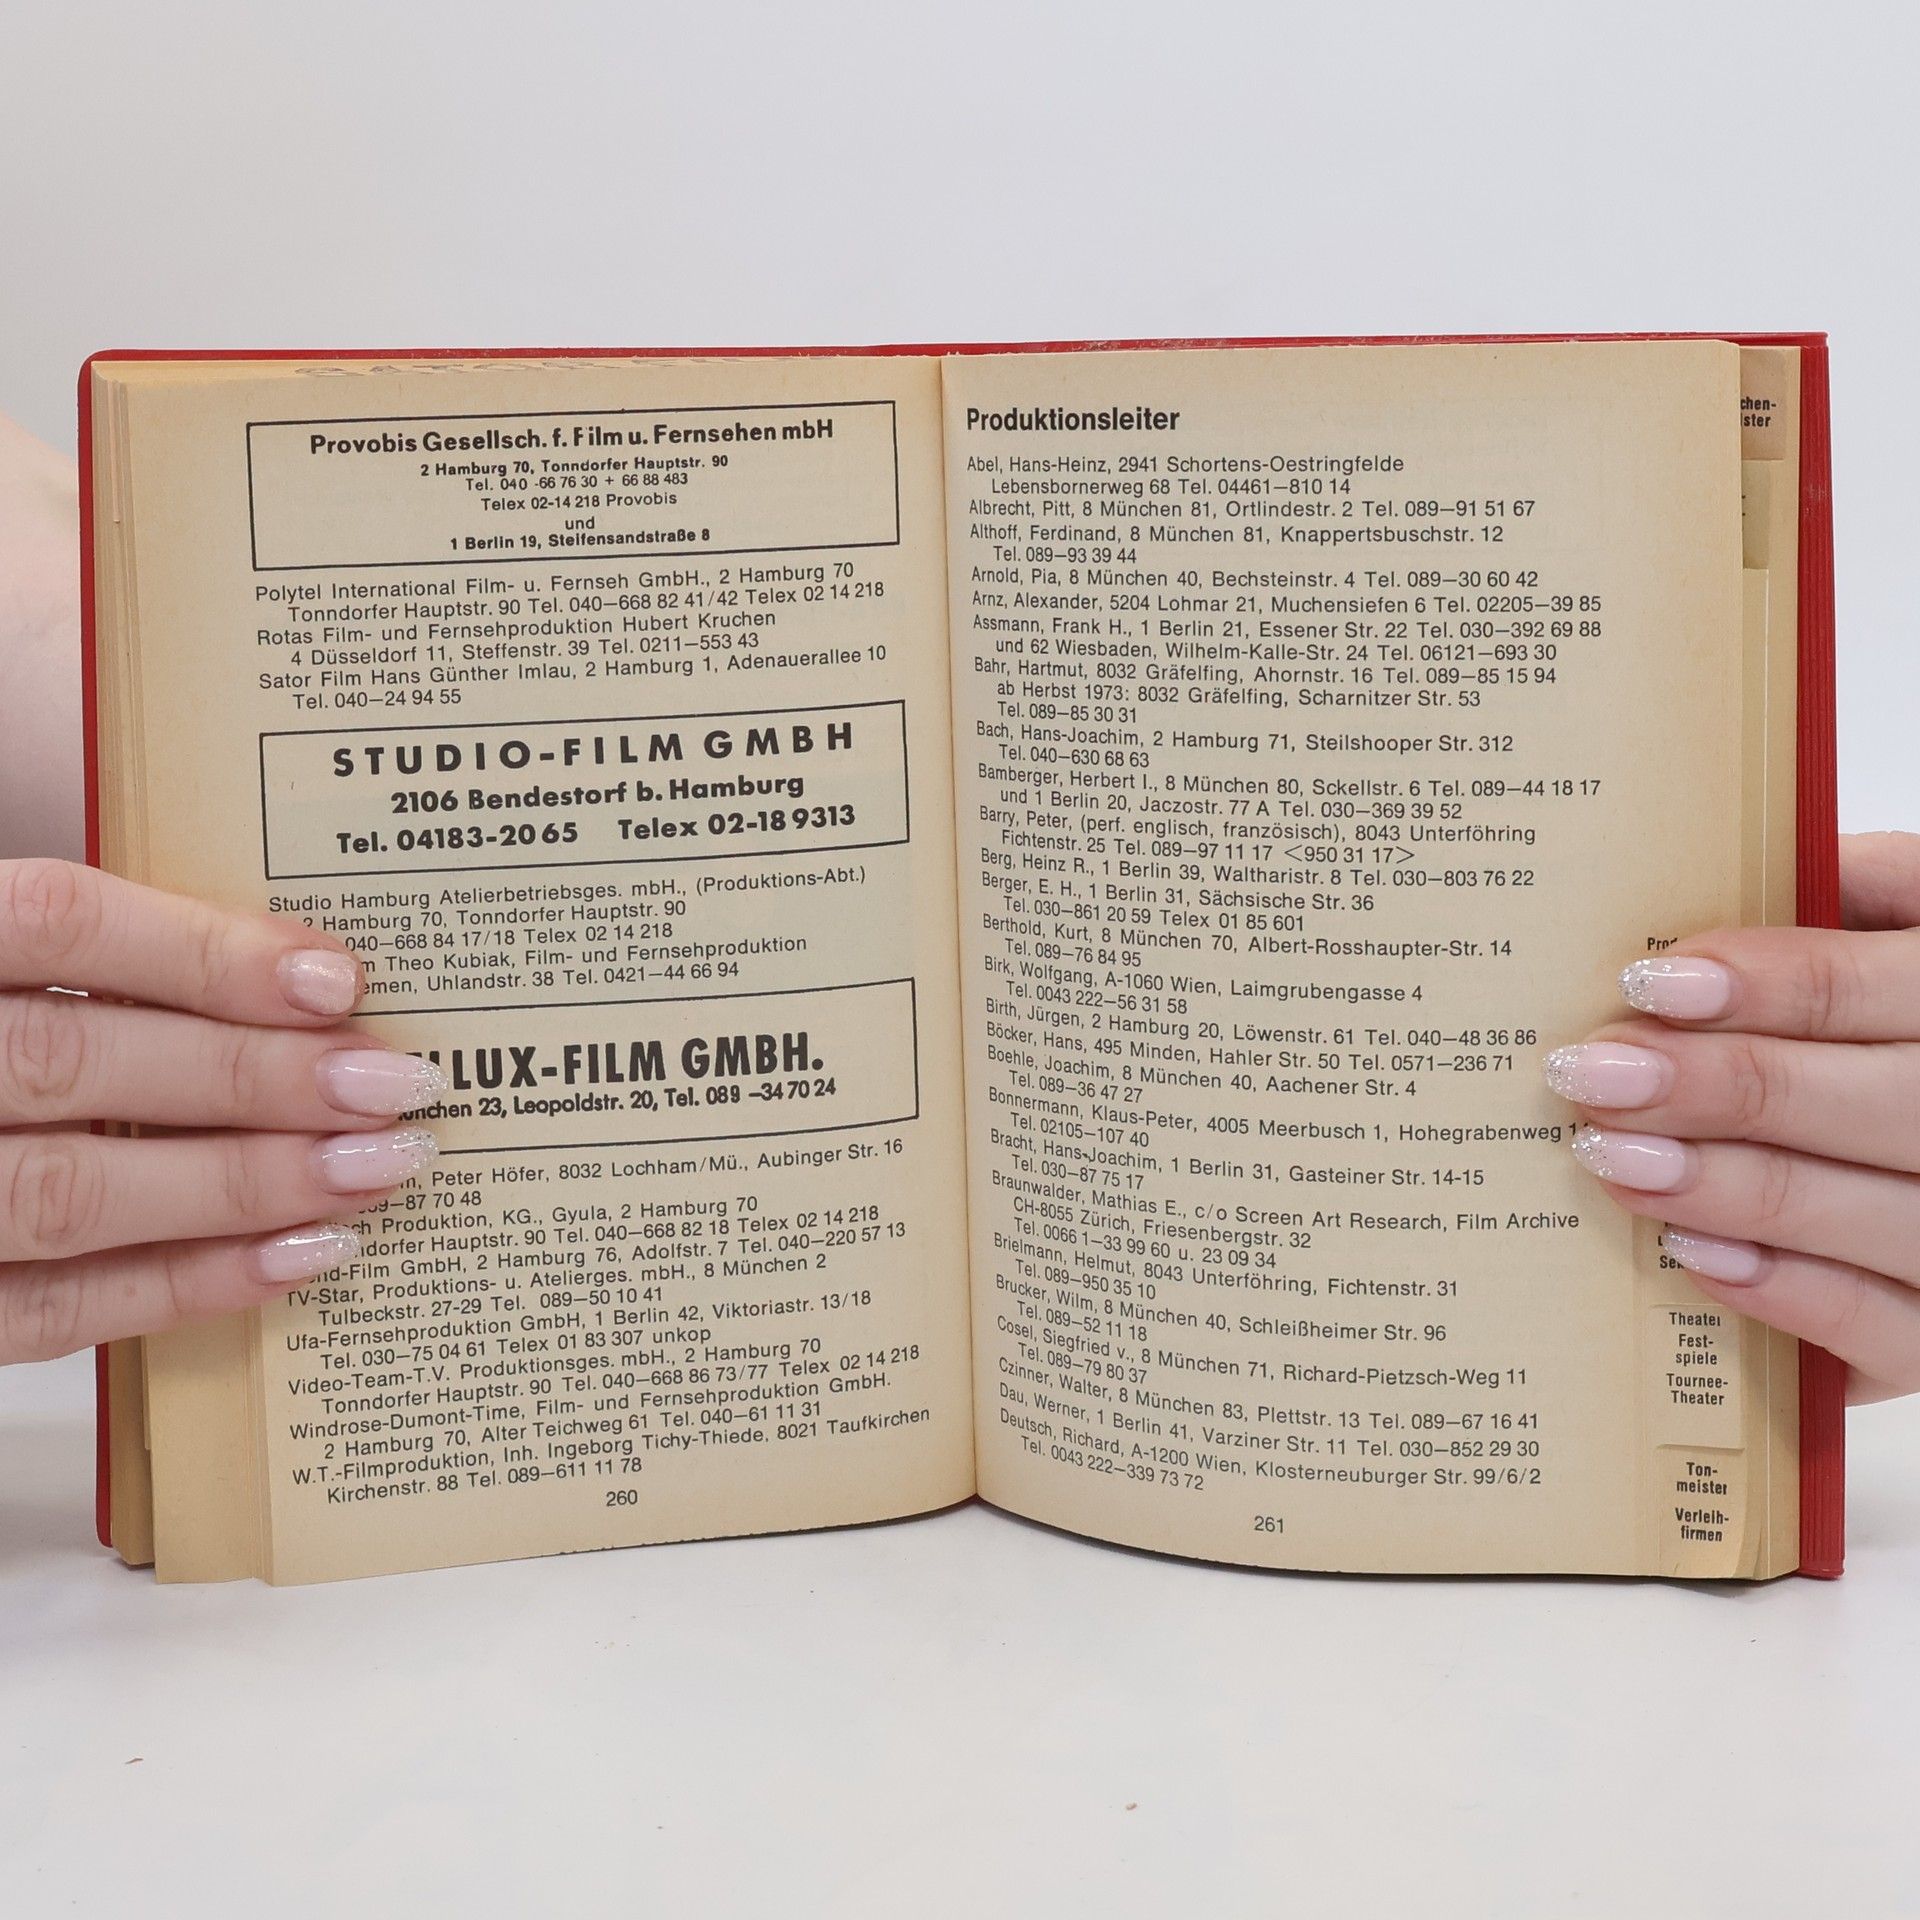 Provobis Gesellsch. f. Film u. Fernsehen mbH
2 Hamburg 70, Tonndorfer Hauptstr. 90
Tel. 040 -66 76 30 + 66 88 483
Telex 02-14 218 Provobis
und
1 Berlin 19, Steifensandstraße 8
Polytel International Film- u. Fernseh GmbH., 2 Hamburg 70
Tonndorfer Hauptstr. 90 Tel. 040–668 82 41/42 Telex 02 14 218
Rotas Film- und Fernsehproduktion Hubert Kruchen
4 Düsseldorf 11, Steffenstr. 39 Tel. 0211–553 43
Sator Film Hans Günther Imlau, 2 Hamburg 1, Adenauerallee 10
Tel. 040–24 94 55
STUDIO-FILM GMBH
2106 Bendestorf b. Hamburg
Tel. 04183-20 65 Telex 02-18 9313
Studio Hamburg Atelierbetriebsges. mbH., (Produktions-Abt.)
2 Hamburg 70, Tonndorfer Hauptstr. 90
040–668 84 17/18 Telex 02 14 218
Theo Kubiak, Film- und Fernsehproduktion
Uhlandstr. 38 Tel. 0421–44 66 94
LUX-FILM GMBH.
23, Leopoldstr. 20, Tel. 089 –34 70 24
Peter Höfer, 8032 Lochham/Mü., Aubinger Str. 16
–87 70 48
Produktion, KG., Gyula, 2 Hamburg 70
Hauptstr. 90 Tel. 040–668 82 18 Telex 02 14 218
-Film GmbH, 2 Hamburg 76, Adolfstr. 7 Tel. 040–220 57 13
TV-Star, Produktions- u. Atelierges. mbH., 8 München 2
Tulbeckstr. 27-29 Tel. 089–50 10 41
Ufa-Fernsehproduktion GmbH, 1 Berlin 42, Viktoriastr. 13/18
Tel. 030–75 04 61 Telex 01 83 307 unkop
Video-Team-T.V. Produktionsges. mbH., 2 Hamburg 70
Tonndorfer Hauptstr. 90 Tel. 040–668 86 73/77 Telex 02 14 218
Windrose-Dumont-Time, Film- und Fernsehproduktion GmbH.
2 Hamburg 70, Alter Teichweg 61 Tel. 040–61 11 31
W.T.-Filmproduktion, Inh. Ingeborg Tichy-Thiede, 8021 Taufkirchen
Kirchenstr. 88 Tel. 089–611 11 78
260
Produktionsleiter
Abel, Hans-Heinz, 2941 Schortens-Oestringfelde
Lebensbornerweg 68 Tel. 04461–810 14
Albrecht, Pitt, 8 München 81, Ortlindestr. 2 Tel. 089–91 51 67
Althoff, Ferdinand, 8 München 81, Knappertsbuschstr. 12
Tel. 089–93 39 44
Arnold, Pia, 8 München 40, Bechsteinstr. 4 Tel. 089–30 60 42
Arnz, Alexander, 5204 Lohmar 21, Muchensiefen 6 Tel. 02205–39 85
Assmann, Frank H., 1 Berlin 21, Essener Str. 22 Tel. 030–392 69 88
und 62 Wiesbaden, Wilhelm-Kalle-Str. 24 Tel. 06121–693 30
Bahr, Hartmut, 8032 Gräfelfing, Ahornstr. 16 Tel. 089–85 15 94
ab Herbst 1973: 8032 Gräfelfing, Scharnitzer Str. 53
Tel. 089–85 30 31
Bach, Hans-Joachim, 2 Hamburg 71, Steilshooper Str. 312
Tel. 040–630 68 63
Bamberger, Herbert I., 8 München 80, Sckellstr. 6 Tel. 089–44 18 17
und 1 Berlin 20, Jaczostr. 77 A Tel. 030–369 39 52
Barry, Peter, (perf. englisch, französisch), 8043 Unterföhring
Fichtenstr. 25 Tel. 089–97 11 17 <950 31 17>
Berg, Heinz R., 1 Berlin 39, Waltharistr. 8 Tel. 030–803 76 22
Berger, E. H., 1 Berlin 31, Sächsische Str. 36
Tel. 030–861 20 59 Telex 01 85 601
Berthold, Kurt, 8 München 70, Albert-Rosshaupter-Str. 14
Tel. 089–76 84 95
Birk, Wolfgang, A-1060 Wien, Laimgrubengasse 4
Tel. 0043 222–56 31 58
Birth, Jürgen, 2 Hamburg 20, Löwenstr. 61 Tel. 040–48 36 86
Böcker, Hans, 495 Minden, Hahler Str. 50 Tel. 0571–236 71
Boehle, Joachim, 8 München 40, Aachener Str. 4
Tel. 089–36 47 27
Bonnermann, Klaus-Peter, 4005 Meerbusch 1, Hohegrabenweg
Tel. 02105–107 40
Bracht, Hans-Joachim, 1 Berlin 31, Gasteiner Str. 14-15
Tel. 030–87 75 17
Braunwalder, Mathias E., c/o Screen Art Research, Film Archive
CH-8055 Zürich, Friesenbergstr. 32
Tel. 0066 1–33 99 60 u. 23 09 34
Brielmann, Helmut, 8043 Unterföhring, Fichtenstr. 31
Tel. 089–950 35 10
Brucker, Wilm, 8 München 40, Schleißheimer Str. 96
Tel. 089–52 11 18
Cosel, Siegfried v., 8 München 71, Richard-Pietzsch-Weg 11
Tel. 089–79 80 37
Czinner, Walter, 8 München 83, Plettstr. 13 Tel. 089–67 16 41
Dau, Werner, 1 Berlin 41, Varziner Str. 11 Tel. 030–852 29 30
Deutsch, Richard, A-1200 Wien, Klosterneuburger Str. 99/6/2
Tel. 0043 222–339 73 72
261
Theater
Fest-
spiele
Tournee-
Theater
Ton-
meister
Verleih-
firmen